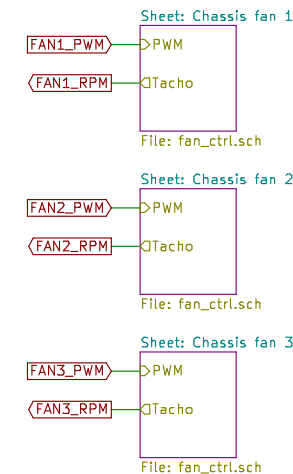 Sheet: Chassis fan 1
FAN1_PWM PWM
FAN1_RPM Tacho
File: fan_ctrl.sch
Sheet: Chassis fan 2
FAN2_PWM PWM
FAN2_RPM Tacho
File: fan_ctrl.sch
Sheet: Chassis fan 3
FAN3_PWM PWM
FAN3_RPM Tacho
File: fan_ctrl.sch